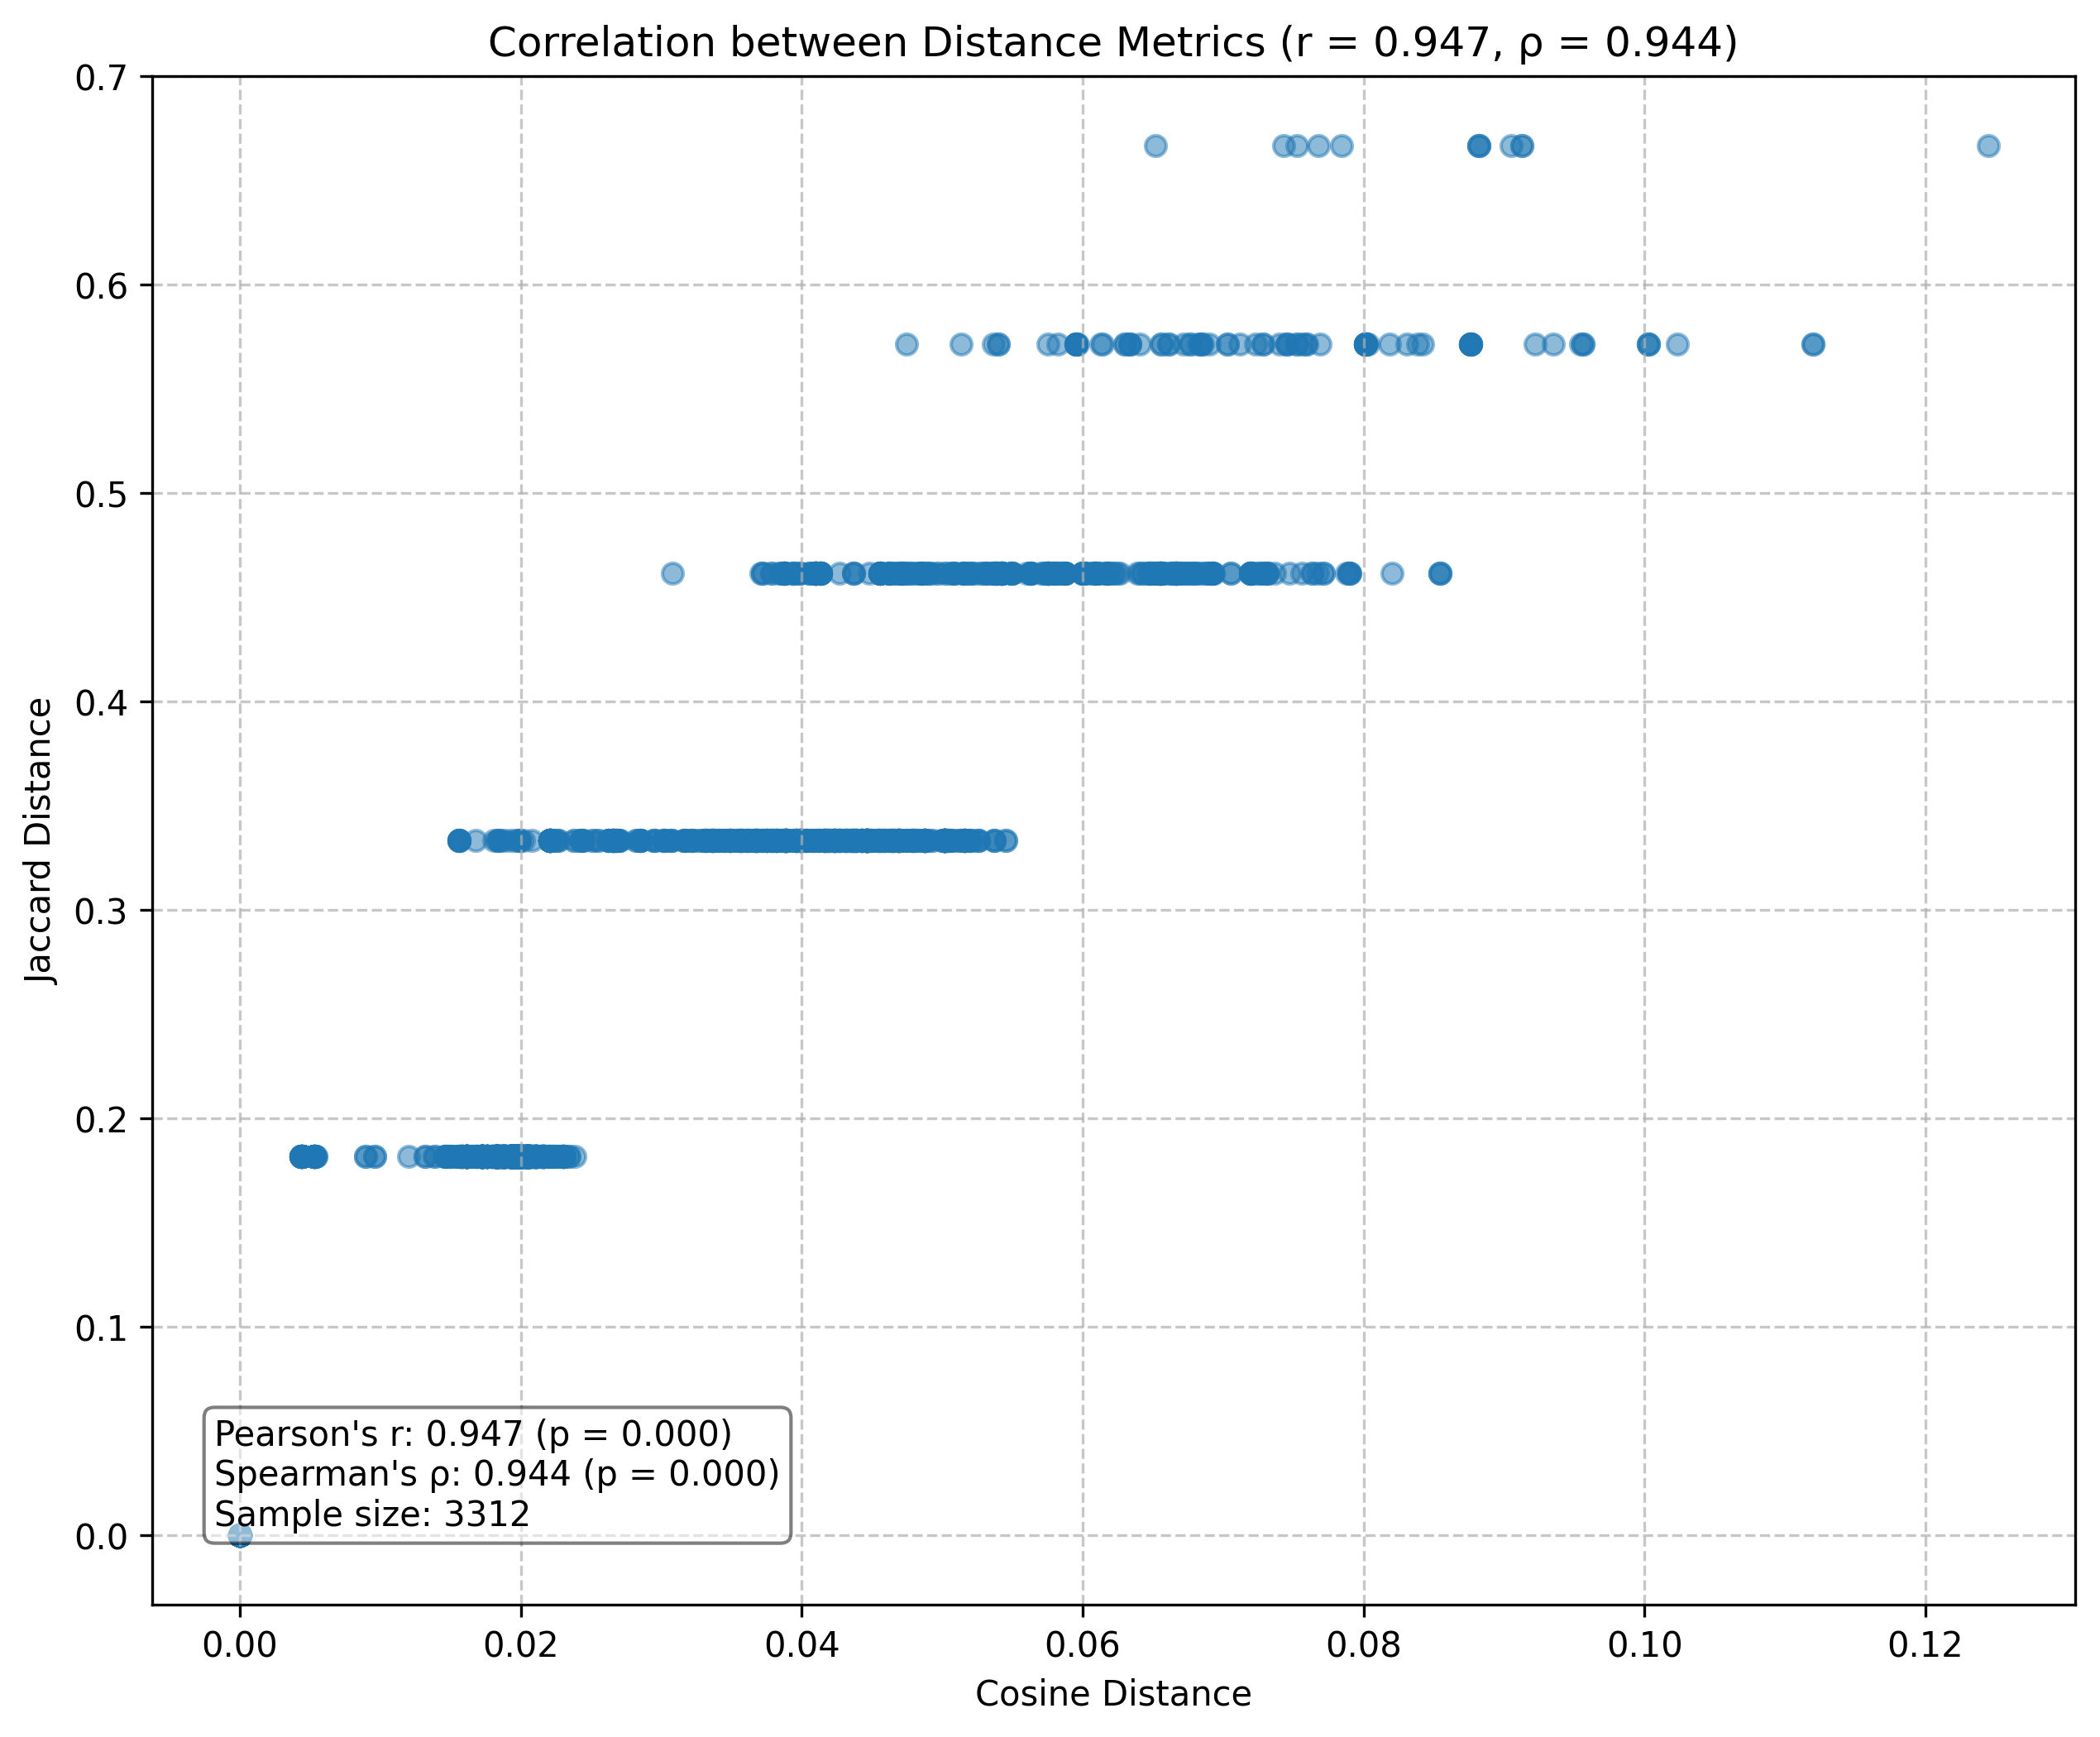 Correlation between Distance Metrics (r = 0.947, ρ = 0.944)
0.7
0.6
0.5
0.4
0.3
0.2
0.1
0.0
Jaccard Distance
Pearson's r: 0.947 (p = 0.000)
Spearman's ρ: 0.944 (p = 0.000)
Sample size: 3312
0.00 0.02 0.04 0.06 0.08 0.10 0.12
Cosine Distance